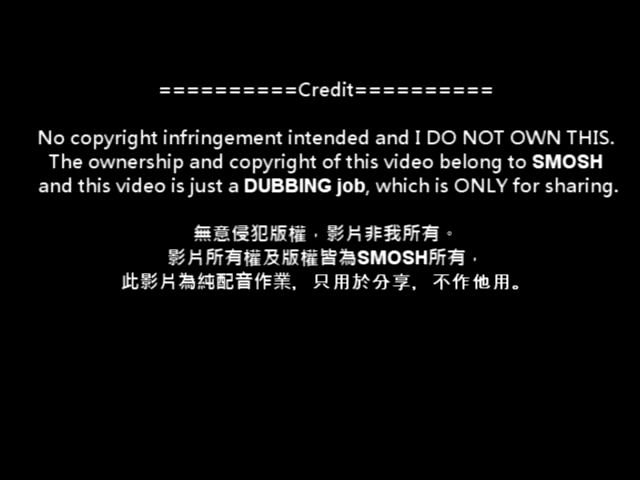 ==========Credit==========
No copyright infringement intended and I DO NOT OWN THIS.
The ownership and copyright of this video belong to SMOSH
and this video is just a DUBBING job, which is ONLY for sharing.
無意侵犯版權，影片非我所有。
影片所有權及版權皆為SMOSH所有，
此影片為純配音作業，只用於分享，不作他用。